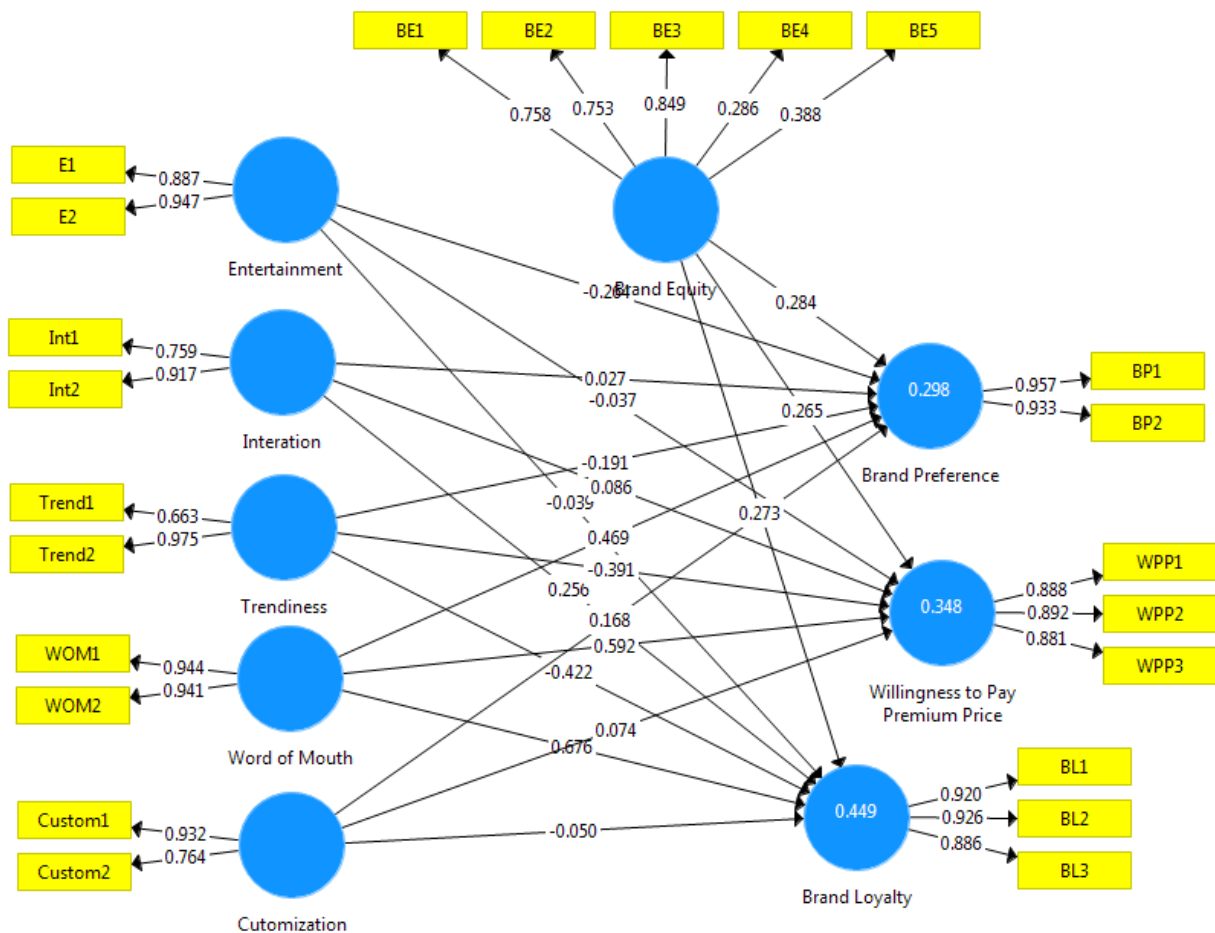 BE1
BE2
BE3
BE4
BE5
0.758
0.753
0.849
0.286
0.388
E1
E2
0.887
0.947
Entertainment
Brand Equity
-0.264
0.284
Int1
Int2
0.759
0.917
Interation
0.027
-0.037
0.265
0.298
0.957
0.933
BP1
BP2
Brand Preference
Trend1
Trend2
0.663
0.975
Trendiness
-0.191
0.086
-0.039
0.273
0.469
-0.391
0.256
0.168
0.592
0.348
0.888
0.892
0.881
WPP1
WPP2
WPP3
Willingness to Pay
Premium Price
WOM1
WOM2
0.944
0.941
Word of Mouth
-0.422
0.074
0.676
Custom1
Custom2
0.932
0.764
Cutomization
-0.050
0.449
0.920
0.926
0.886
BL1
BL2
BL3
Brand Loyalty